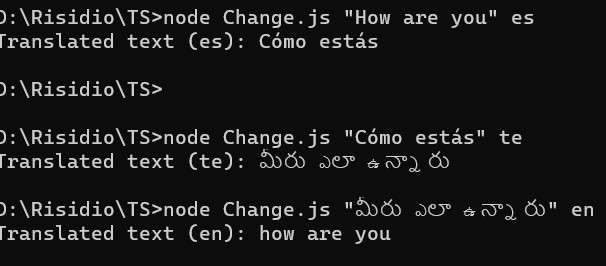 D:\Risidio\TS>node Change.js "How are you" es
Translated text (es): Cómo estás
D:\Risidio\TS>
D:\Risidio\TS>node Change.js "Cómo estás" te
Translated text (te): మీరు ఎలా ఉన్నారు
D:\Risidio\TS>node Change.js "మీరు ఎలా ఉన్నారు" en
Translated text (en): how are you